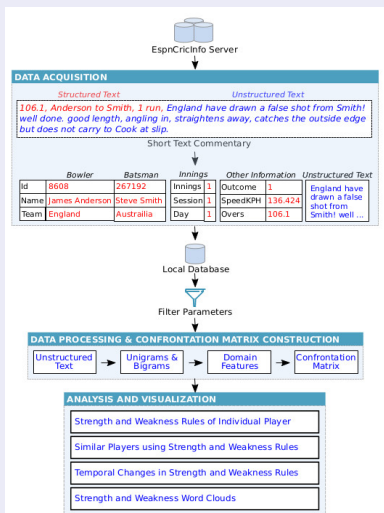 EspnCricInfo Server
DATA ACQUISITION
Structured Text Unstructured Text
106.1, Anderson to Smith, 1 run, England have drawn a false shot from Smith!
well done. good length, angling in, straightens away, catches the outside edge
but does not carry to Cook at slip.
Short Text Commentary
Bowler Batsman Innings Other Information Unstructured Text
Id 8608 267192 Innings 1 Outcome 1 England have
Name James Anderson Steve Smith Session 1 SpeedKPH 136.424 drawn a false
shot from
Team England Austrailia Day 1 Overs 106.1 Smith! well ...
Local Database
Filter Parameters
DATA PROCESSING & CONFRONTATION MATRIX CONSTRUCTION
Unstructured Text
Unigrams & Bigrams
Domain Features
Confrontation Matrix
ANALYSIS AND VISUALIZATION
Strength and Weakness Rules of Individual Player
Similar Players using Strength and Weakness Rules
Temporal Changes in Strength and Weakness Rules
Strength and Weakness Word Clouds